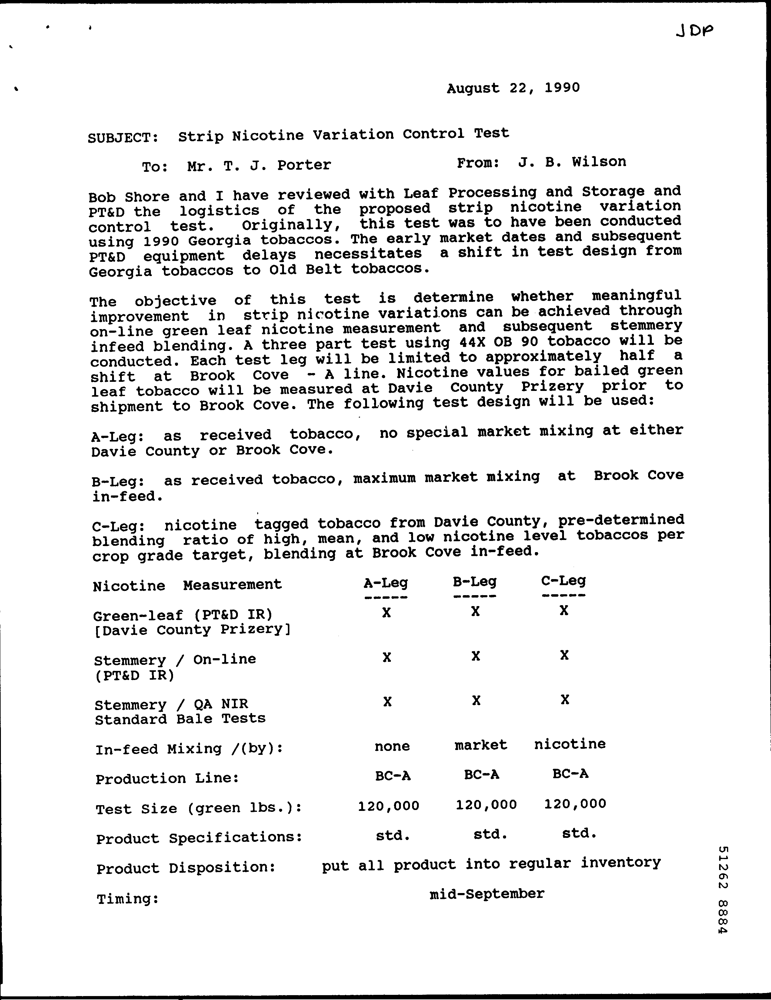 JDP
August 22, 1990
SUBJECT: Strip Nicotine Variation Control Test
To: Mr. T. J. Porter From: J. B. Wilson
Bob Shore and I have reviewed with Leaf Processing and Storage and
PT&D the logistics of the proposed strip nicotine variation
control test. Originally, this test was to have been conducted
using 1990 Georgia tobaccos. The early market dates and subsequent
PT&D equipment delays necessitates a shift in test design from
Georgia tobaccos to Old Belt tobaccos.
The objective of this test is determine whether meaningful
improvement in strip nicotine variations can be achieved through
on-line green leaf nicotine measurement and subsequent stemmery
infeed blending. A three part test using 44X OB 90 tobacco will be
conducted. Each test leg will be limited to approximately half a
shift at Brook Cove - A line. Nicotine values for bailed green
leaf tobacco will be measured at Davie County Prizery prior to
shipment to Brook Cove. The following test design will be used:
A-Leg: as received tobacco, no special market mixing at either
Davie County or Brook Cove.
B-Leg: as received tobacco, maximum market mixing at Brook Cove
in-feed.
C-Leg: nicotine tagged tobacco from Davie County, pre-determined
blending ratio of high, mean, and low nicotine level tobaccos per
crop grade target, blending at Brook Cove in-feed.
Nicotine Measurement A-Leg B-Leg C-Leg
----- ----- -----
Green-leaf (PT&D IR) X X X
[Davie County Prizery]
Stemmery / On-line X X X
(PT&D IR)
Stemmery / QA NIR X X X
Standard Bale Tests
In-feed Mixing /(by): none market nicotine
Production Line: BC-A BC-A BC-A
Test Size (green lbs.): 120,000 120,000 120,000
Product Specifications: std. std. std.
Product Disposition: put all product into regular inventory
Timing: mid-September
51262 8884